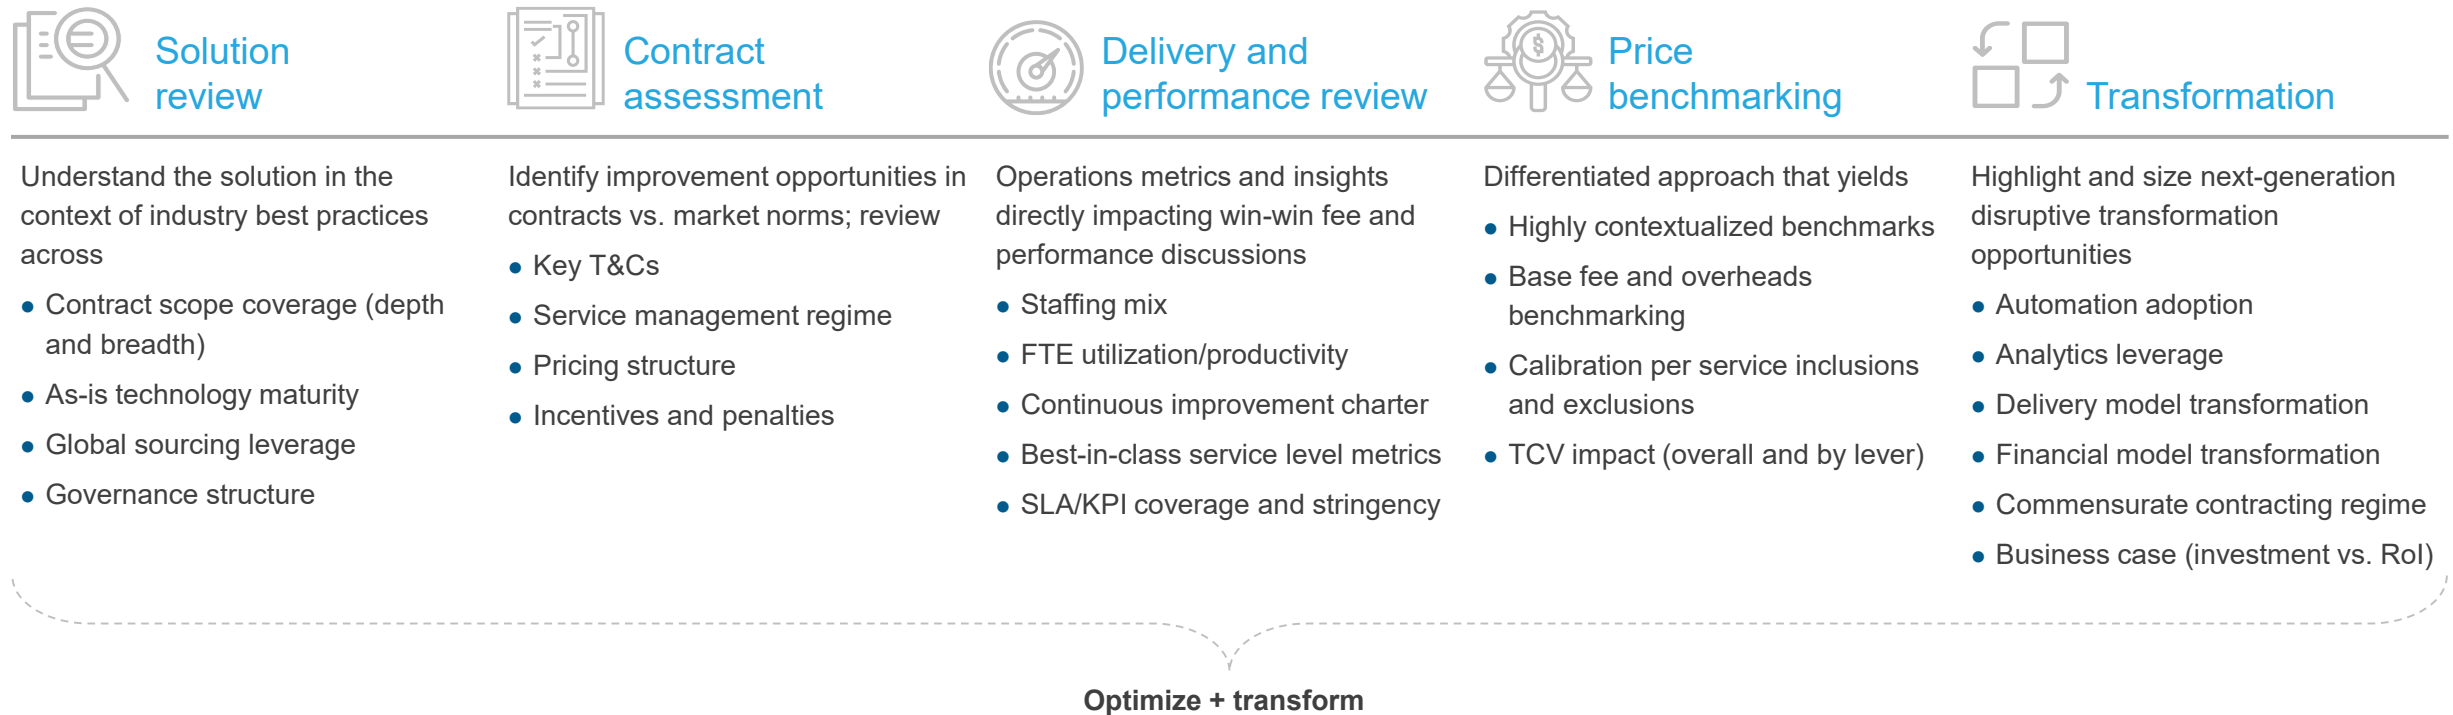 Solution
review
Understand the solution in the
context of industry best practices
across
● Contract scope coverage (depth
and breadth)
● As-is technology maturity
● Global sourcing leverage
● Governance structure
Contract
assessment
Identify improvement opportunities in
contracts vs. market norms; review
● Key T&Cs
● Service management regime
● Pricing structure
● Incentives and penalties
Delivery and
performance review
Operations metrics and insights
directly impacting win-win fee and
performance discussions
● Staffing mix
● FTE utilization/productivity
● Continuous improvement charter
● Best-in-class service level metrics
● SLA/KPI coverage and stringency
$
Price
benchmarking
Differentiated approach that yields
● Highly contextualized benchmarks
● Base fee and overheads
benchmarking
● Calibration per service inclusions
and exclusions
● TCV impact (overall and by lever)
Transformation
Highlight and size next-generation
disruptive transformation
opportunities
● Automation adoption
● Analytics leverage
● Delivery model transformation
● Financial model transformation
● Commensurate contracting regime
● Business case (investment vs. RoI)
Optimize + transform